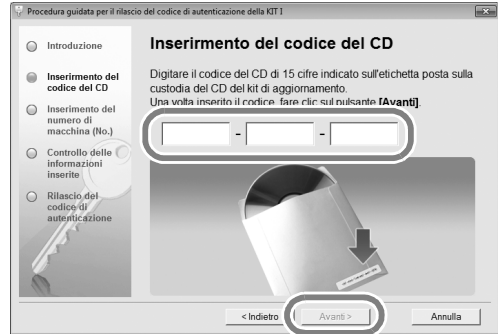 Procedura guidata per il rilascio del codice di autenticazione della KIT I
Introduzione
Inserirmento del
codice del CD
Inserimento del
numero di
macchina (No.)
Controllo delle
informazioni
inserite
Rilascio del
codice di
autenticazione
Inserirmento del codice del CD
Digitare il codice del CD di 15 cifre indicato sull'etichetta posta sulla
custodia del CD del kit di aggiornamento.
Una volta inserito il codice, fare clic sul pulsante [Avanti].
- -
< Indietro Avanti > Annulla